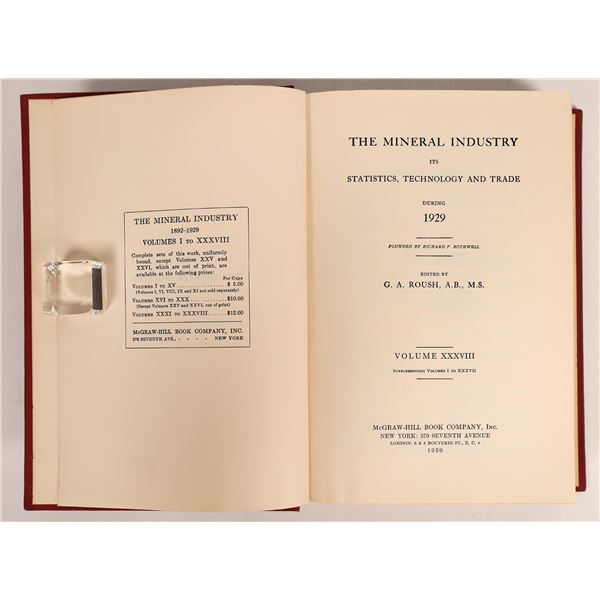 THE MINERAL INDUSTRY
1892-1929
VOLUMES I TO XXXVIII
Complete sets of this work, uniformly
bound, except Volumes XXV and
XXVI, which are out of print, are
available at the following prices:
Per Copy
VOLUMES I TO XV.................$ 5.00
(Volumes I, VI, VIII, IX and XI not sold separately)
VOLUMES XVI TO XXX..............$10.00
(Except Volumes XXV and XXVI, out of print)
VOLUMES XXXI TO XXXVIII.......$12.00
McGRAW-HILL BOOK COMPANY, INC.
370 SEVENTH AVE., - - - - NEW YORK
THE MINERAL INDUSTRY
ITS
STATISTICS, TECHNOLOGY AND TRADE
DURING
1929
FOUNDED BY RICHARD P. ROTHWELL
EDITED BY
G. A. ROUSH, A.B., M.S.
VOLUME XXXVIII
SUPPLEMENTING VOLUMES I TO XXXVII
McGRAW-HILL BOOK COMPANY, INC.
NEW YORK: 370 SEVENTH AVENUE
LONDON: 6 & 8 BOUVERIE ST., E. C. 4
1930